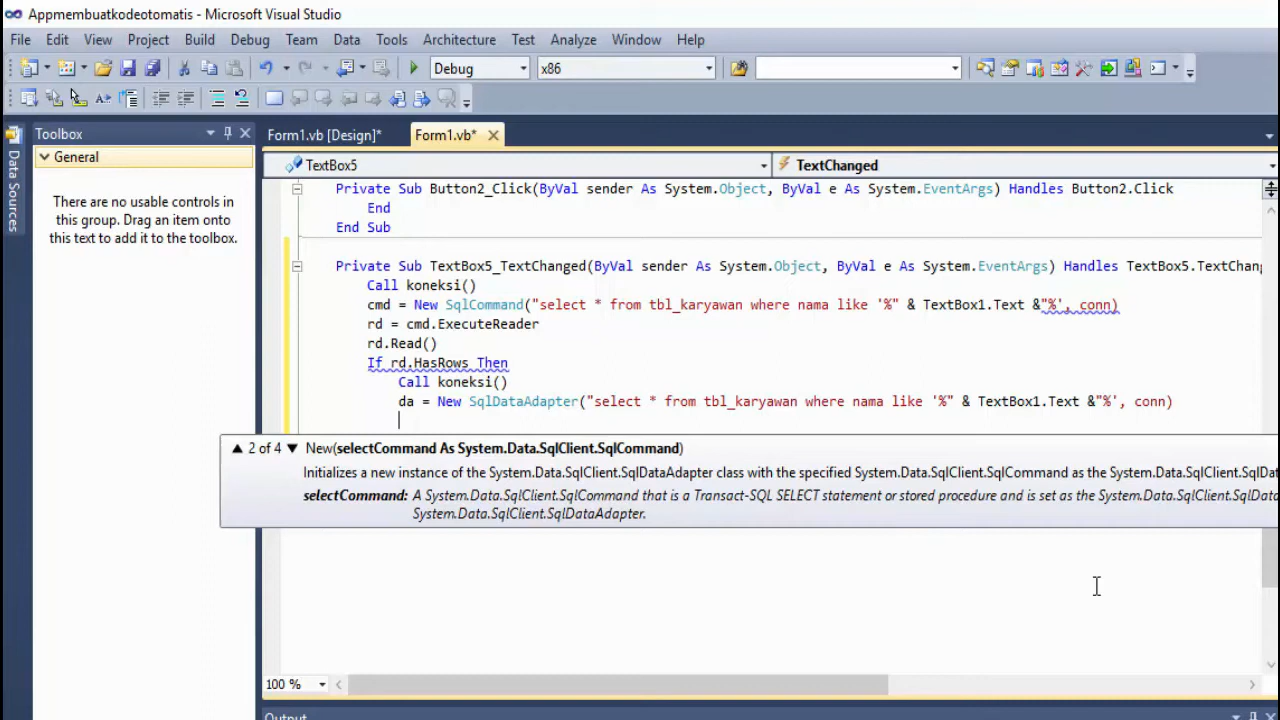 Appmembuatkodeotomatis - Microsoft Visual Studio
File Edit View Project Build Debug Team Data Tools Architecture Test Analyze Window Help
Debug x86
Toolbox
Form1.vb [Design]* Form1.vb*
General
TextBox5 TextChanged
Data Sources
There are no usable controls in this group. Drag an item onto this text to add it to the toolbox.
Private Sub Button2_Click(ByVal sender As System.Object, ByVal e As System.EventArgs) Handles Button2.Click
End
End Sub
Private Sub TextBox5_TextChanged(ByVal sender As System.Object, ByVal e As System.EventArgs) Handles TextBox5.TextChang
Call koneksi()
cmd = New SqlCommand("select * from tbl_karyawan where nama like '%" & TextBox1.Text &"%', conn)
rd = cmd.ExecuteReader
rd.Read()
If rd.HasRows Then
Call koneksi()
da = New SqlDataAdapter("select * from tbl_karyawan where nama like '%" & TextBox1.Text &"%', conn)
2 of 4 New(selectCommand As System.Data.SqlClient.SqlCommand)
Initializes a new instance of the System.Data.SqlClient.SqlDataAdapter class with the specified System.Data.SqlClient.SqlCommand as the System.Data.SqlClient.SqlDat
selectCommand: A System.Data.SqlClient.SqlCommand that is a Transact-SQL SELECT statement or stored procedure and is set as the System.Data.SqlClient.SqlData
System.Data.SqlClient.SqlDataAdapter.
100 %
Output